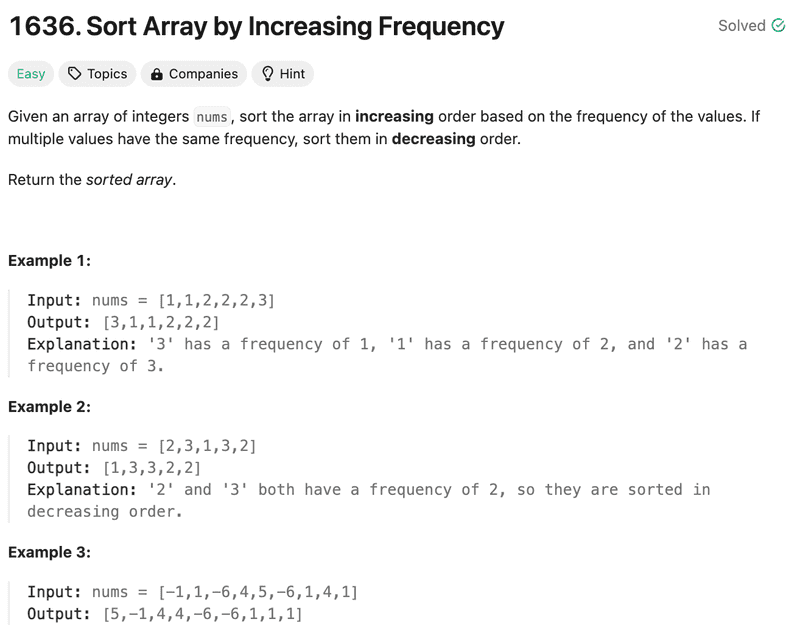 1636. Sort Array by Increasing Frequency
Solved
Easy Topics Companies Hint
Given an array of integers nums, sort the array in increasing order based on the frequency of the values. If
multiple values have the same frequency, sort them in decreasing order.
Return the sorted array.
Example 1:
Input: nums = [1,1,2,2,2,3]
Output: [3,1,1,2,2,2]
Explanation: '3' has a frequency of 1, '1' has a frequency of 2, and '2' has a
frequency of 3.
Example 2:
Input: nums = [2,3,1,3,2]
Output: [1,3,3,2,2]
Explanation: '2' and '3' both have a frequency of 2, so they are sorted in
decreasing order.
Example 3:
Input: nums = [-1,1,-6,4,5,-6,1,4,1]
Output: [5,-1,4,4,-6,-6,1,1,1]